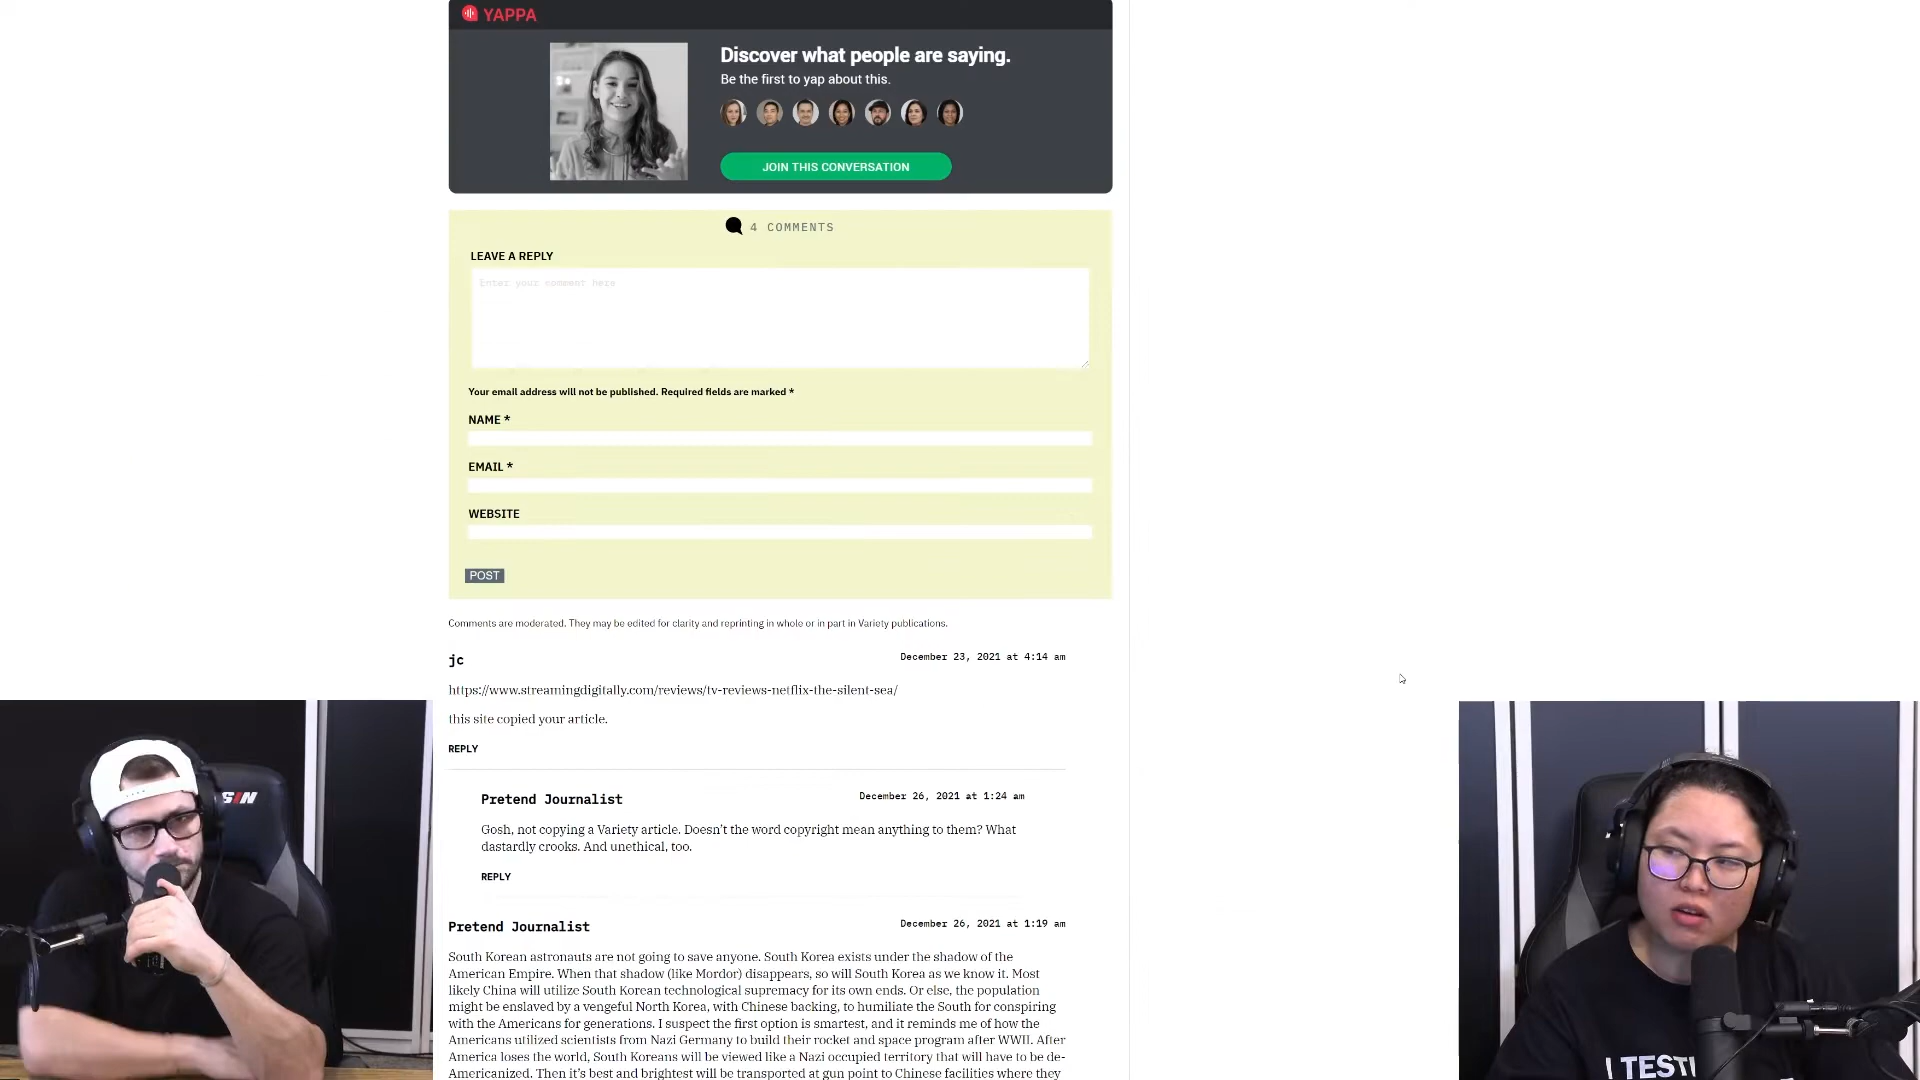 YAPPA
Discover what people are saying.
Be the first to yap about this.
JOIN THIS CONVERSATION
4 COMMENTS
LEAVE A REPLY
Enter your comment here
Your email address will not be published. Required fields are marked *
NAME *
EMAIL *
WEBSITE
POST
Comments are moderated. They may be edited for clarity and reprinting in whole or in part in Variety publications.
jc
December 23, 2021 at 4:14 am
https://www.streamingdigitally.com/reviews/tv-reviews-netflix-the-silent-sea/
this site copied your article.
REPLY
Pretend Journalist
December 26, 2021 at 1:24 am
Gosh, not copying a Variety article. Doesn't the word copyright mean anything to them? What
dastardly crooks. And unethical, too.
REPLY
Pretend Journalist
December 26, 2021 at 1:19 am
South Korean astronauts are not going to save anyone. South Korea exists under the shadow of the
American Empire. When that shadow (like Mordor) disappears, so will South Korea as we know it. Most
likely China will utilize South Korean technological supremacy for its own ends. Or else, the population
might be enslaved by a vengeful North Korea, with Chinese backing, to humiliate the South for conspiring
with the Americans for generations. I suspect the first option is smartest, and it reminds me of how the
Americans utilized scientists from Nazi Germany to build their rocket and space program after WWII. After
America loses the world, South Koreans will be viewed like a Nazi occupied territory that will have to be de-
Americanized. Then it's best and brightest will be transported at gun point to Chinese facilities where they
I TESTI